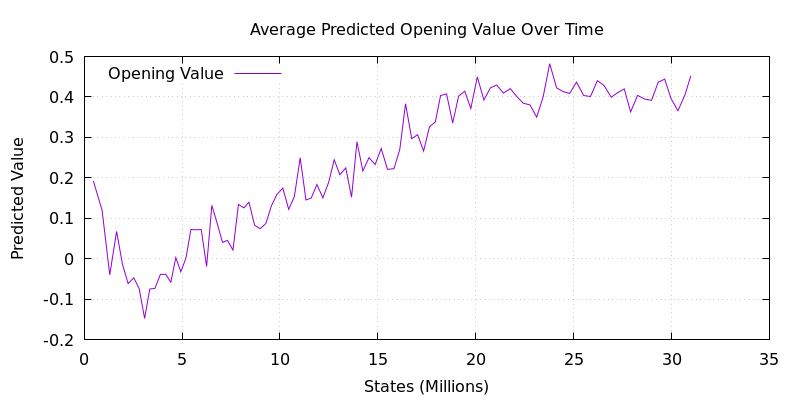 Average Predicted Opening Value Over Time
0.5
0.4
0.3
0.2
0.1
0
-0.1
-0.2
Predicted Value
Opening Value
0 5 10 15 20 25 30 35
States (Millions)